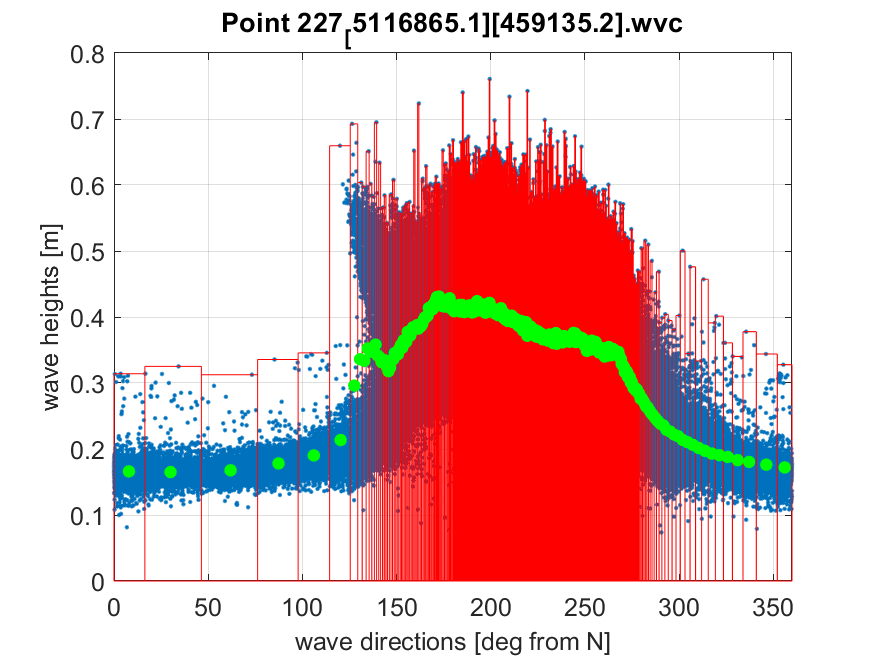 Point 227[5116865.1][459135.2].wvc
0.8
0.7
0.6
0.5
0.4
0.3
0.2
0.1
0
wave heights [m]
0 50 100 150 200 250 300 350
wave directions [deg from N]